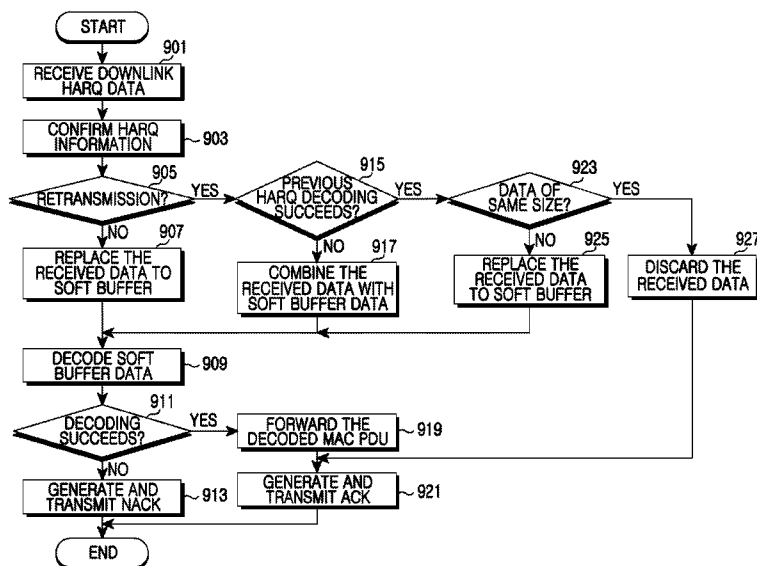 START
901
RECEIVE DOWNLINK
HARQ DATA
CONFIRM HARQ
INFORMATION
903
905
RETRANSMISSION?
YES
NO
915
PREVIOUS
HARQ DECODING
SUCCEEDS?
YES
NO
923
DATA OF
SAME SIZE?
YES
NO
907
REPLACE THE
RECEIVED DATA TO
SOFT BUFFER
917
COMBINE THE
RECEIVED DATA WITH
SOFT BUFFER DATA
925
REPLACE THE
RECEIVED DATA
TO SOFT BUFFER
927
DISCARD THE
RECEIVED DATA
DECODE SOFT
BUFFER DATA
909
911
DECODING
SUCCEEDS?
YES
NO
FORWARD THE
DECODED MAC PDU
919
GENERATE AND
TRANSMIT NACK
913
GENERATE AND
TRANSMIT ACK
921
END